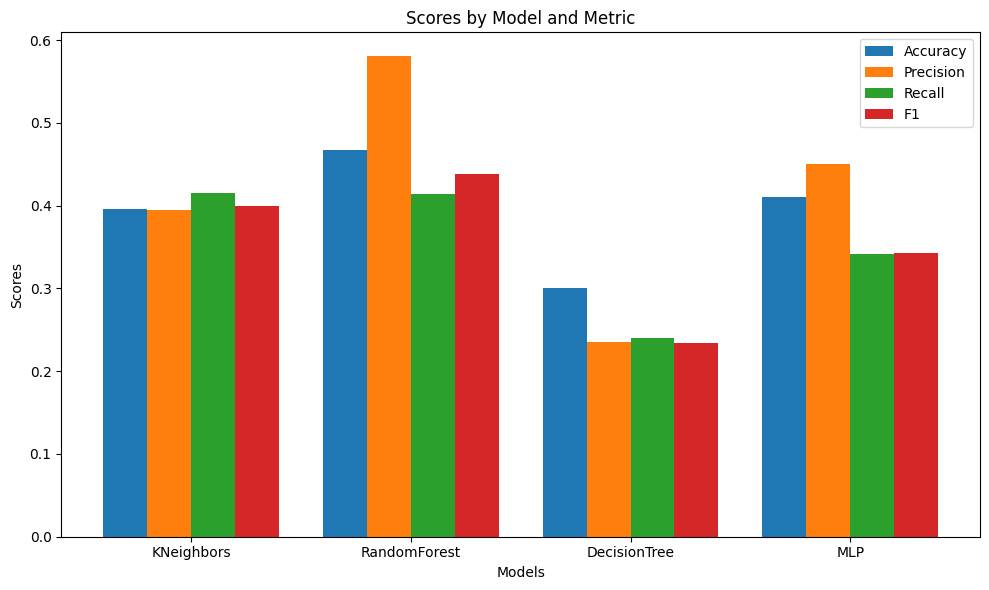 Scores by Model and Metric
Accuracy
Precision
Recall
F1
Scores
0.6
0.5
0.4
0.3
0.2
0.1
0.0
KNeighbors
RandomForest
DecisionTree
MLP
Models